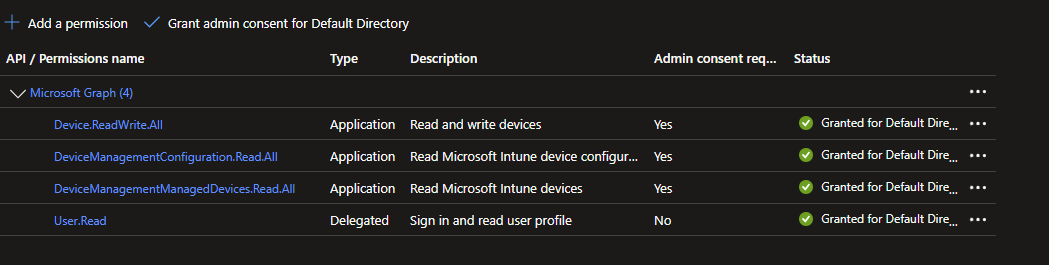 + Add a permission ✓ Grant admin consent for Default Directory
API / Permissions name Type Description Admin consent req... Status
Microsoft Graph (4) ...
Device.ReadWrite.All Application Read and write devices Yes Granted for Default Dire... ...
DeviceManagementConfiguration.Read.All Application Read Microsoft Intune device configur... Yes Granted for Default Dire... ...
DeviceManagementManagedDevices.Read.All Application Read Microsoft Intune devices Yes Granted for Default Dire... ...
User.Read Delegated Sign in and read user profile No Granted for Default Dire... ...